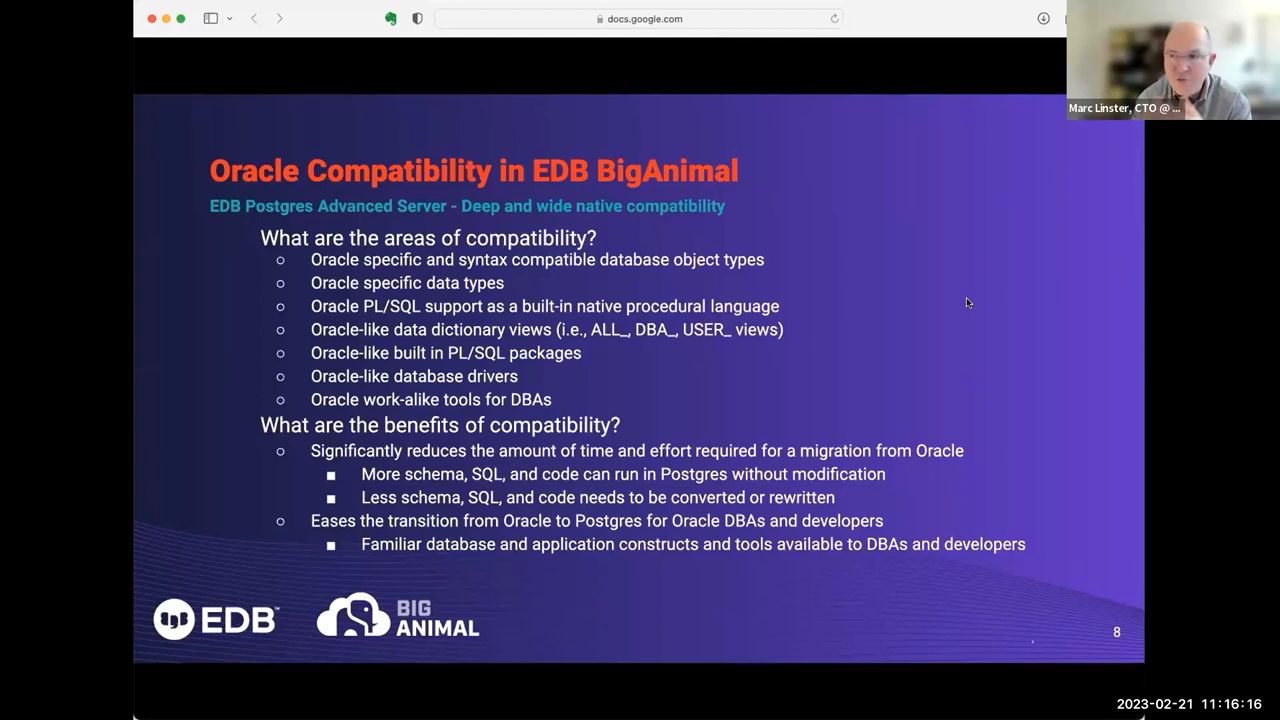 docs.google.com
Marc Linster, CTO @ ...
Oracle Compatibility in EDB BigAnimal
EDB Postgres Advanced Server - Deep and wide native compatibility
What are the areas of compatibility?
Oracle specific and syntax compatible database object types
Oracle specific data types
Oracle PL/SQL support as a built-in native procedural language
Oracle-like data dictionary views (i.e., ALL_, DBA_, USER_ views)
Oracle-like built in PL/SQL packages
Oracle-like database drivers
Oracle work-alike tools for DBAs
What are the benefits of compatibility?
Significantly reduces the amount of time and effort required for a migration from Oracle
More schema, SQL, and code can run in Postgres without modification
Less schema, SQL, and code needs to be converted or rewritten
Eases the transition from Oracle to Postgres for Oracle DBAs and developers
Familiar database and application constructs and tools available to DBAs and developers
EDB™
BIG
ANIMAL
8
2023-02-21 11:16:16